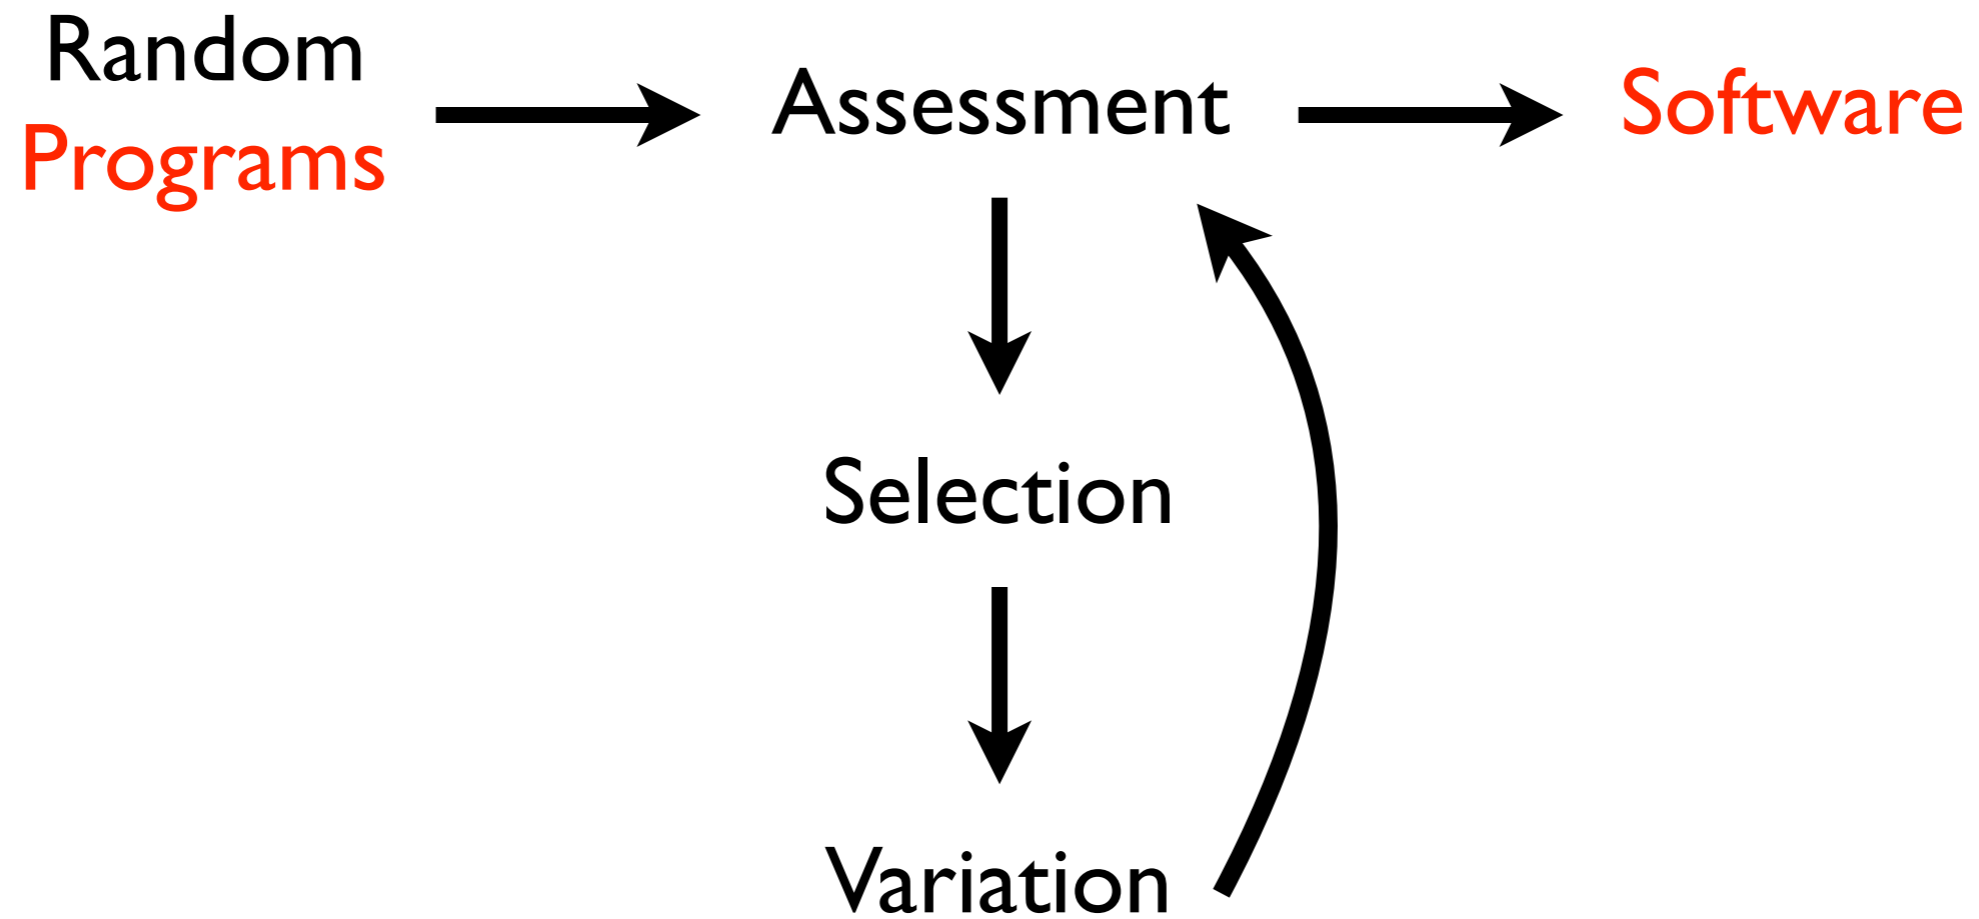 Random
Programs
Assessment
Software
Selection
Variation